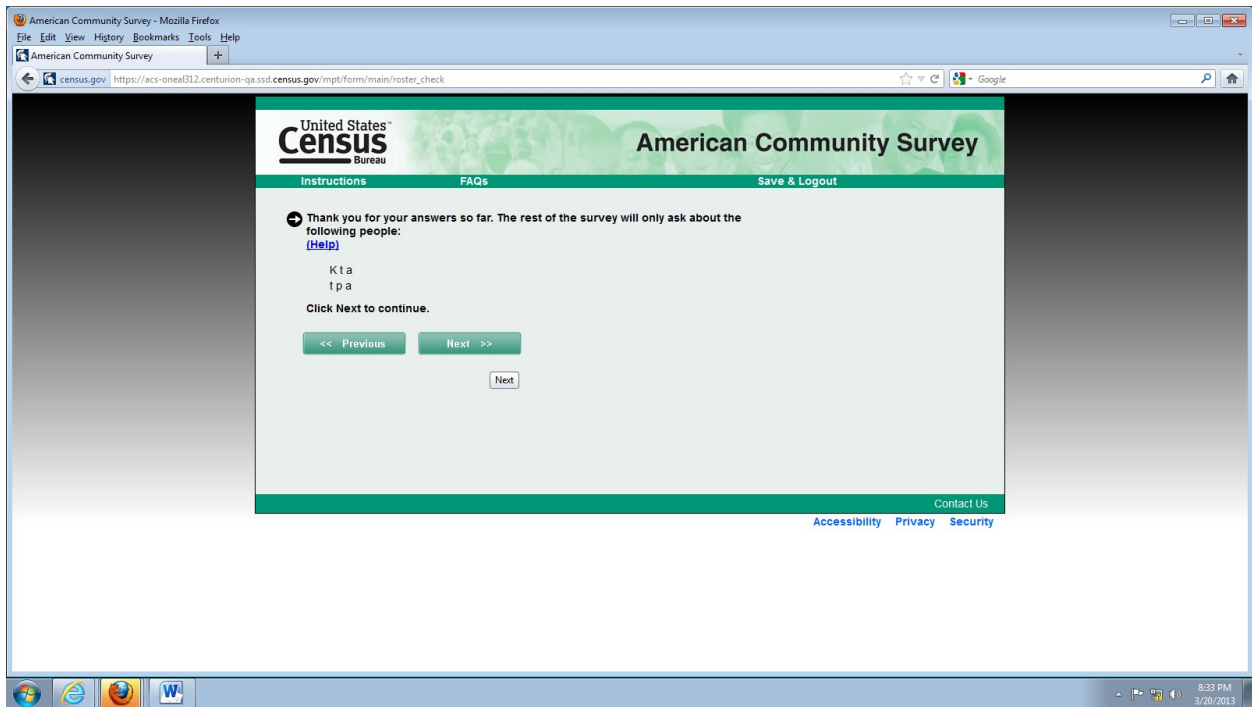 American Community Survey - Mozilla Firefox
File Edit View History Bookmarks Tools Help
American Community Survey +
census.gov https://acs-oneal312.centurion-qa.ssd.census.gov/mpt/form/main/roster_check Google
United States™
Census
Bureau
American Community Survey
Instructions FAQs Save & Logout
Thank you for your answers so far. The rest of the survey will only ask about the
following people:
(Help)
K t a
t p a
Click Next to continue.
<< Previous Next >>
Next
Contact Us
Accessibility Privacy Security
W
8:33 PM
3/20/2013